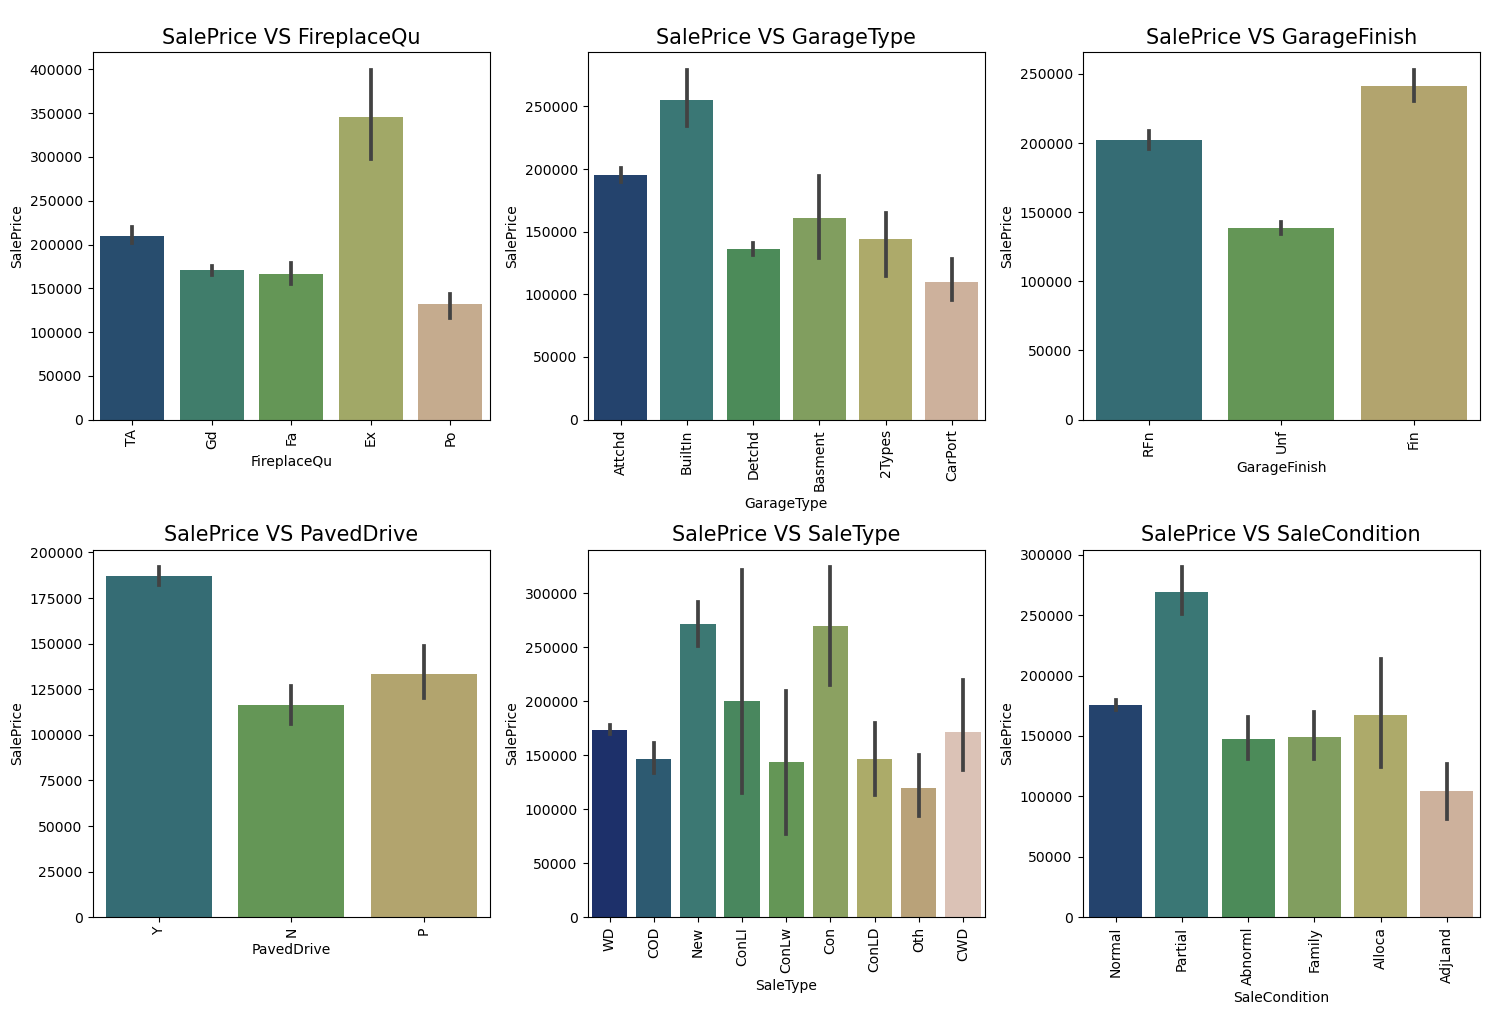 SalePrice VS FireplaceQu
400000
350000
300000
250000
200000
150000
100000
50000
0
SalePrice
TA
Gd
Fa
Ex
Po
FireplaceQu
SalePrice VS GarageType
250000
200000
150000
100000
50000
0
SalePrice
Attchd
BuiltIn
Detchd
Basment
2Types
CarPort
GarageType
SalePrice VS GarageFinish
250000
200000
150000
100000
50000
0
SalePrice
RFn
Unf
Fin
GarageFinish
SalePrice VS PavedDrive
200000
175000
150000
125000
100000
75000
50000
25000
0
SalePrice
Y
N
P
PavedDrive
SalePrice VS SaleType
300000
250000
200000
150000
100000
50000
0
SalePrice
WD
COD
New
ConLI
ConLw
Con
ConLD
Oth
CWD
SaleType
SalePrice VS SaleCondition
300000
250000
200000
150000
100000
50000
0
SalePrice
Normal
Partial
Abnorml
Family
Alloca
AdjLand
SaleCondition